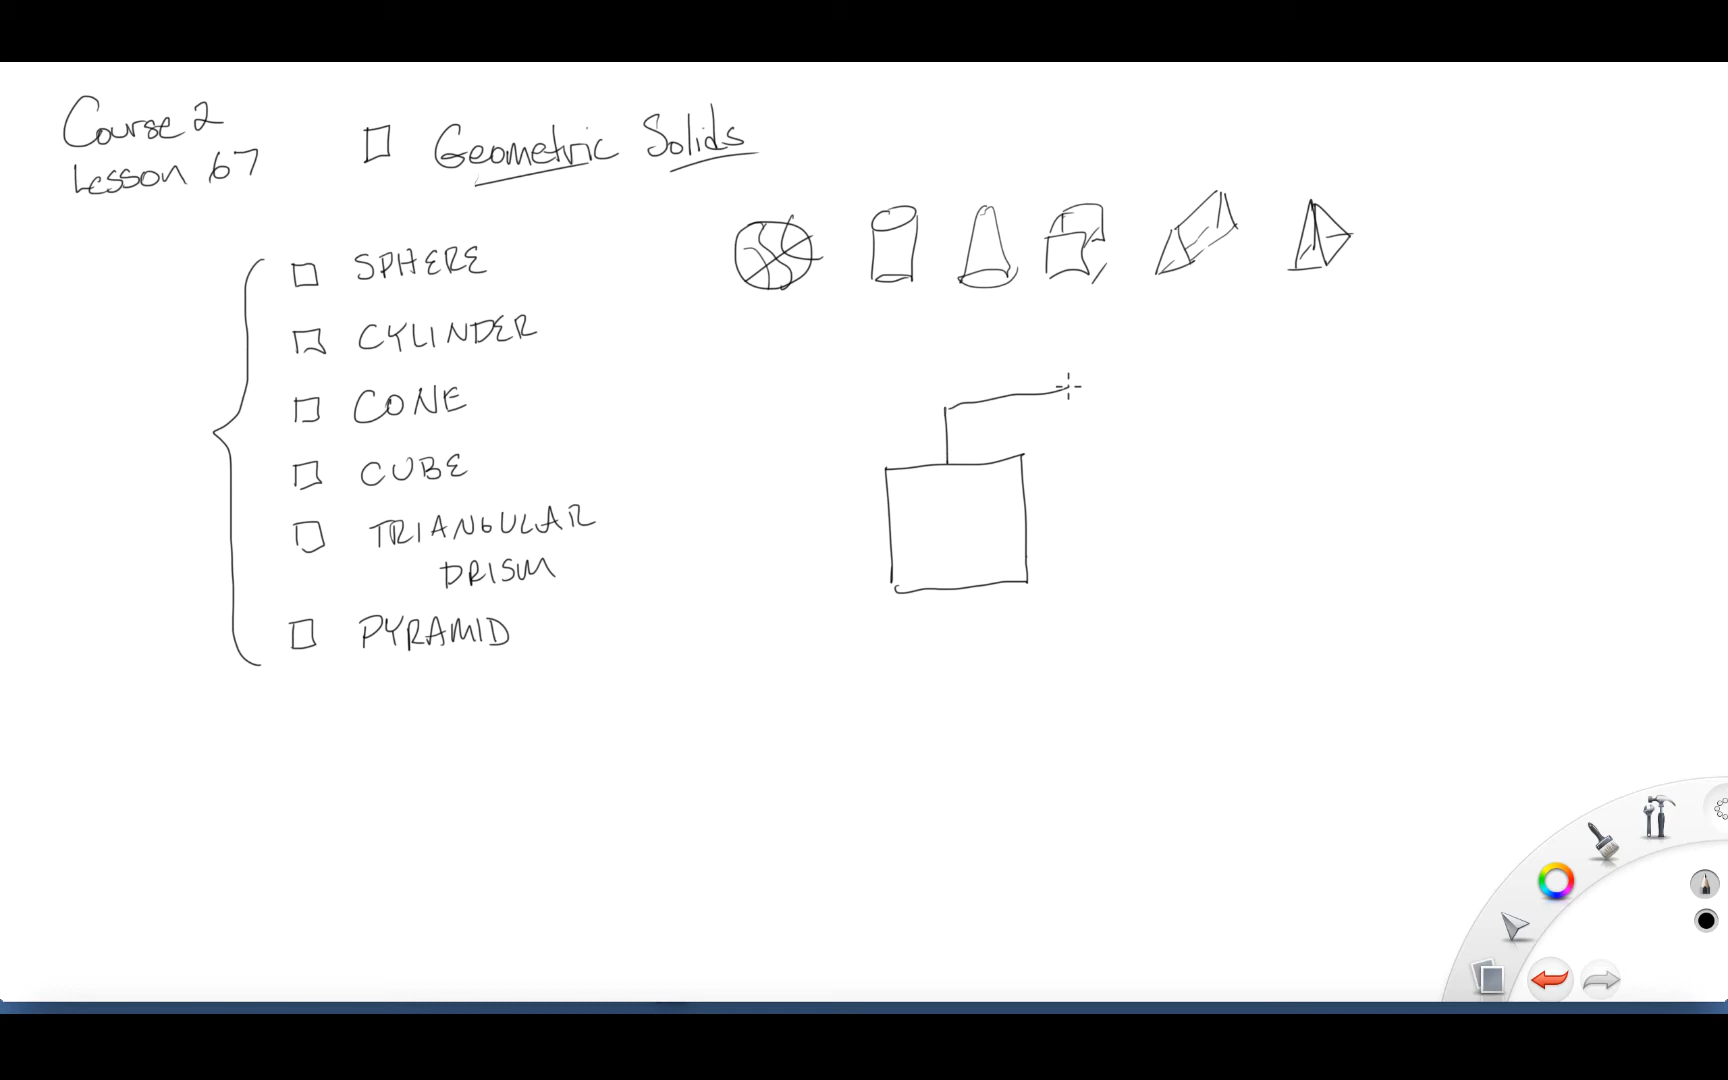 Course 2
Lesson 67
Geometric Solids
SPHERE
CYLINDER
CONE
CUBE
TRIANGULAR
PRISM
PYRAMID